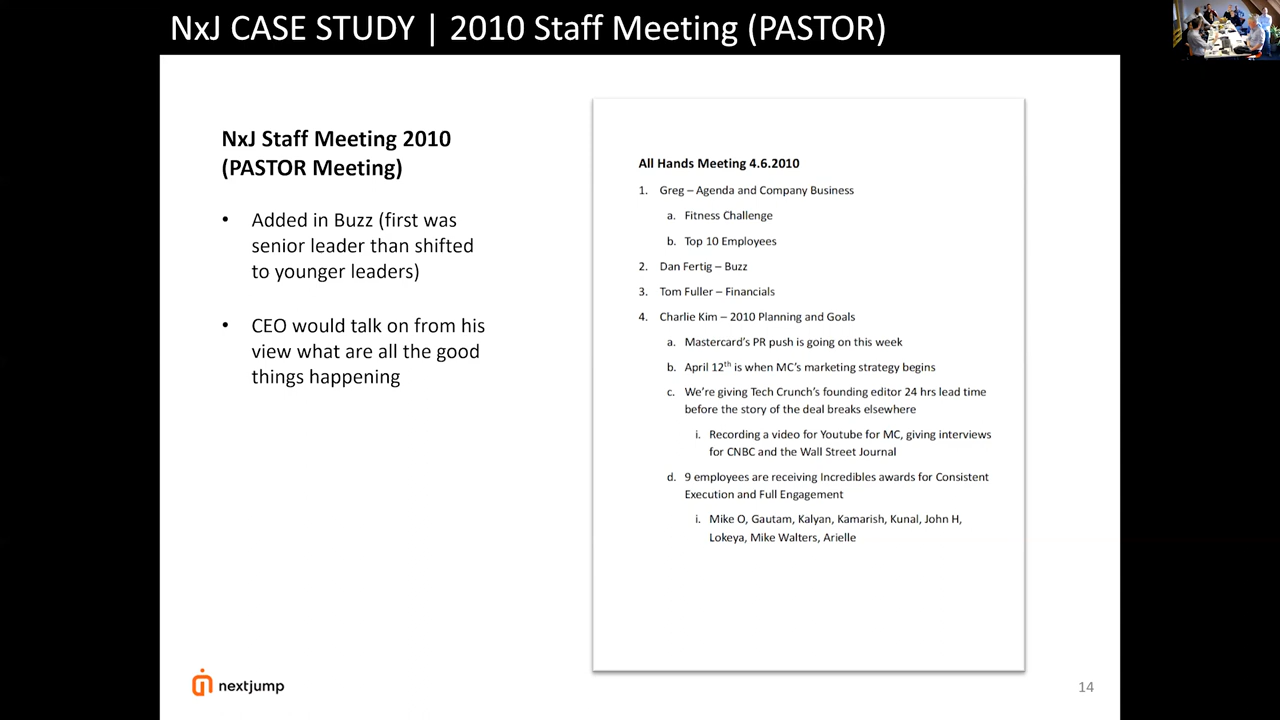 NxJ CASE STUDY | 2010 Staff Meeting (PASTOR)
NxJ Staff Meeting 2010
(PASTOR Meeting)
• Added in Buzz (first was
senior leader than shifted
to younger leaders)
• CEO would talk on from his
view what are all the good
things happening
All Hands Meeting 4.6.2010
1. Greg – Agenda and Company Business
a. Fitness Challenge
b. Top 10 Employees
2. Dan Fertig – Buzz
3. Tom Fuller – Financials
4. Charlie Kim – 2010 Planning and Goals
a. Mastercard's PR push is going on this week
b. April 12th is when MC's marketing strategy begins
c. We're giving Tech Crunch's founding editor 24 hrs lead time
before the story of the deal breaks elsewhere
i. Recording a video for Youtube for MC, giving interviews
for CNBC and the Wall Street Journal
d. 9 employees are receiving Incredibles awards for Consistent
Execution and Full Engagement
i. Mike O, Gautam, Kalyan, Kamarish, Kunal, John H,
Lokeya, Mike Walters, Arielle
nextjump
14